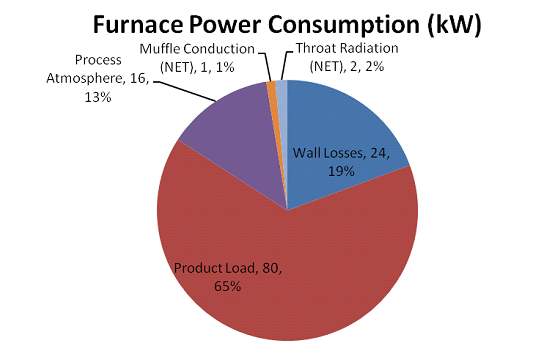 Furnace Power Consumption (kW)
Process
Atmosphere, 16,
13%
Muffle Conduction
(NET), 1, 1%
Throat Radiation
(NET), 2, 2%
Wall Losses, 24,
19%
Product Load, 80,
65%